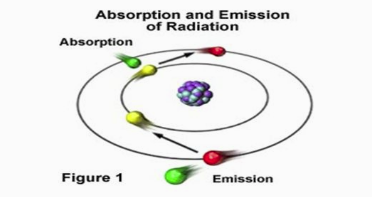 Absorption and Emission
of Radiation
Absorption
Figure 1
Emission